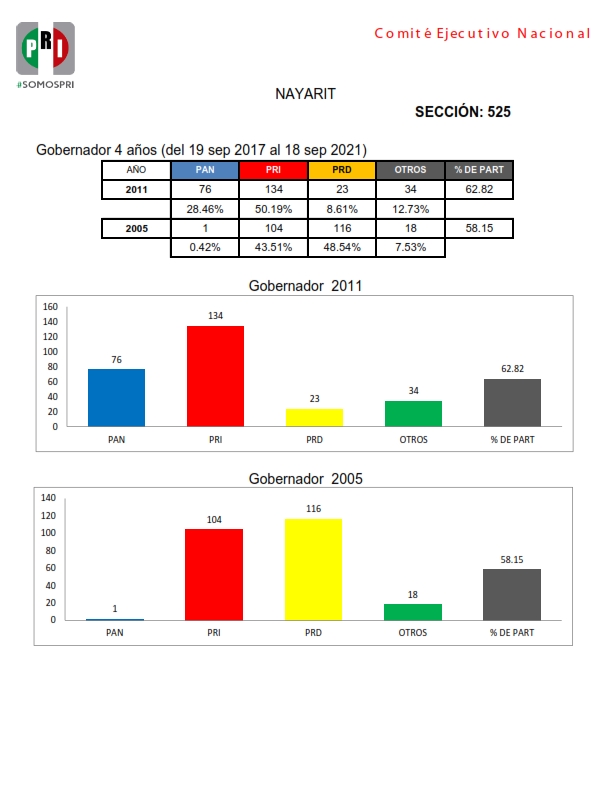 PRI
#SOMOSPRI
Comité Ejecutivo Nacional
NAYARIT
SECCIÓN: 525
Gobernador 4 años (del 19 sep 2017 al 18 sep 2021)
AÑO PAN PRI PRD OTROS % DE PART
2011 76 134 23 34 62.82
28.46% 50.19% 8.61% 12.73%
2005 1 104 116 18 58.15
0.42% 43.51% 48.54% 7.53%
Gobernador 2011
160
140
120
100
80
60
40
20
0
76 134 23 34 62.82
PAN PRI PRD OTROS % DE PART
Gobernador 2005
140
120
100
80
60
40
20
0
1 104 116 18 58.15
PAN PRI PRD OTROS % DE PART